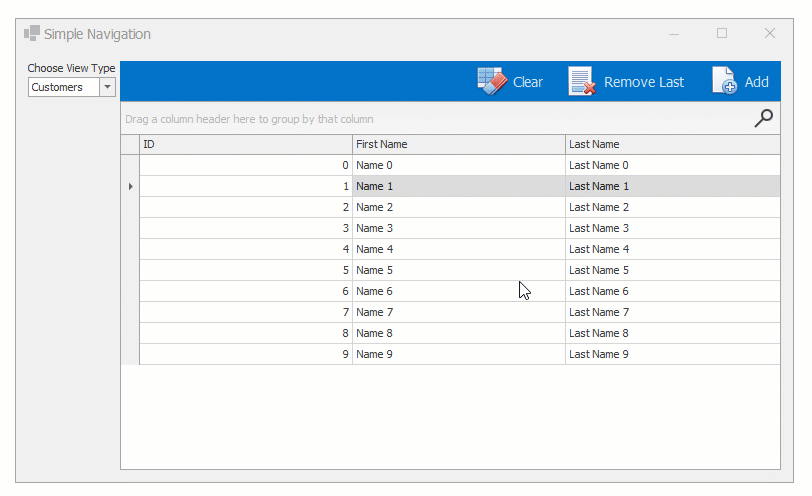 Simple Navigation
Choose View Type
Customers
Clear Remove Last Add
Drag a column header here to group by that column
ID First Name Last Name
0 Name 0 Last Name 0
1 Name 1 Last Name 1
2 Name 2 Last Name 2
3 Name 3 Last Name 3
4 Name 4 Last Name 4
5 Name 5 Last Name 5
6 Name 6 Last Name 6
7 Name 7 Last Name 7
8 Name 8 Last Name 8
9 Name 9 Last Name 9